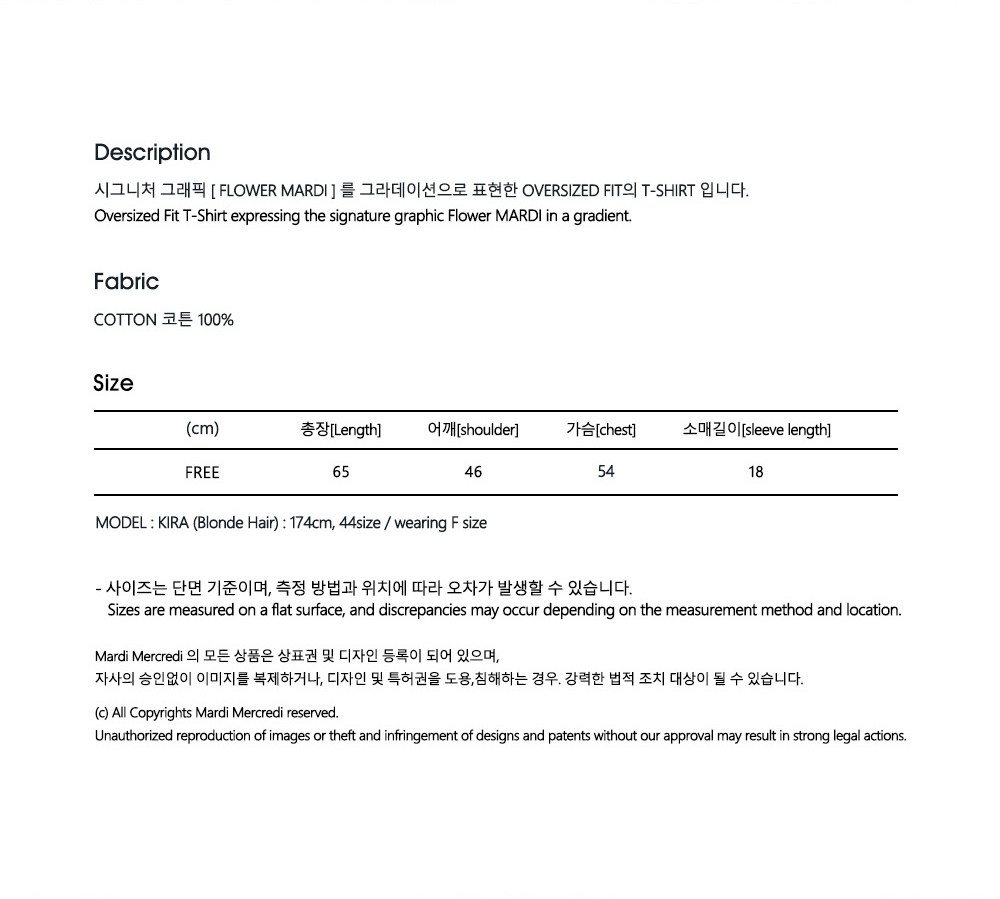 Description
시그니처 그래픽 [ FLOWER MARDI ] 를 그라데이션으로 표현한 OVERSIZED FIT의 T-SHIRT 입니다.
Oversized Fit T-Shirt expressing the signature graphic Flower MARDI in a gradient.
Fabric
COTTON 코튼 100%
Size
(cm) 총장[Length] 어깨[shoulder] 가슴[chest] 소매길이[sleeve length]
FREE 65 46 54 18
MODEL : KIRA (Blonde Hair) : 174cm, 44size / wearing F size
- 사이즈는 단면 기준이며, 측정 방법과 위치에 따라 오차가 발생할 수 있습니다.
Sizes are measured on a flat surface, and discrepancies may occur depending on the measurement method and location.
Mardi Mercredi 의 모든 상품은 상표권 및 디자인 등록이 되어 있으며,
자사의 승인없이 이미지를 복제하거나, 디자인 및 특허권을 도용,침해하는 경우. 강력한 법적 조치 대상이 될 수 있습니다.
(c) All Copyrights Mardi Mercredi reserved.
Unauthorized reproduction of images or theft and infringement of designs and patents without our approval may result in strong legal actions.